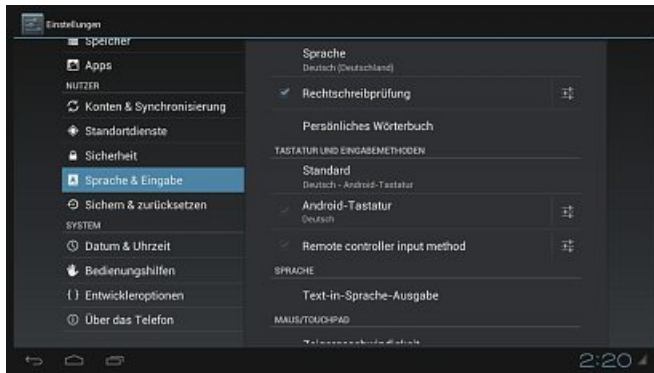 Einstellungen
Speicher
Apps
NUTZER
Konten & Synchronisierung
Standortdienste
Sicherheit
Sprache & Eingabe
Sichern & zurücksetzen
SYSTEM
Datum & Uhrzeit
Bedienungshilfen
{ } Entwickleroptionen
Über das Telefon
Sprache
Deutsch (Deutschland)
Rechtschreibprüfung
Persönliches Wörterbuch
TASTATUR UND EINGABEMETHODEN
Standard
Deutsch - Android-Tastatur
Android-Tastatur
Deutsch
Remote controller input method
SPRACHE
Text-in-Sprache-Ausgabe
MAUS/TOUCHPAD
Zeigergeschwindigkeit
2:20